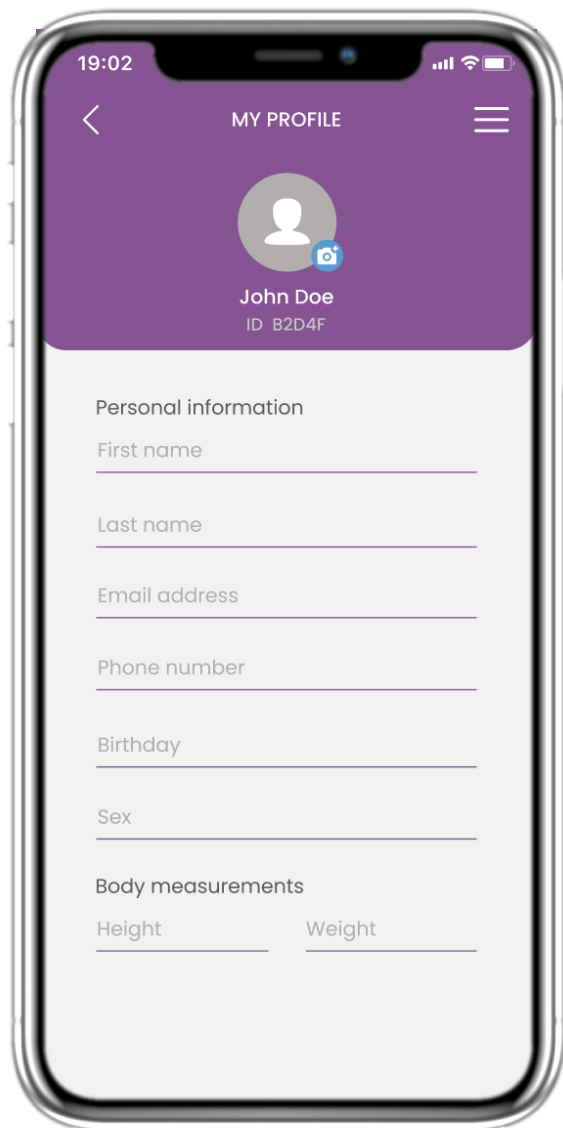 19:02
MY PROFILE
John Doe
ID B2D4F
Personal information
First name
Last name
Email address
Phone number
Birthday
Sex
Body measurements
Height Weight